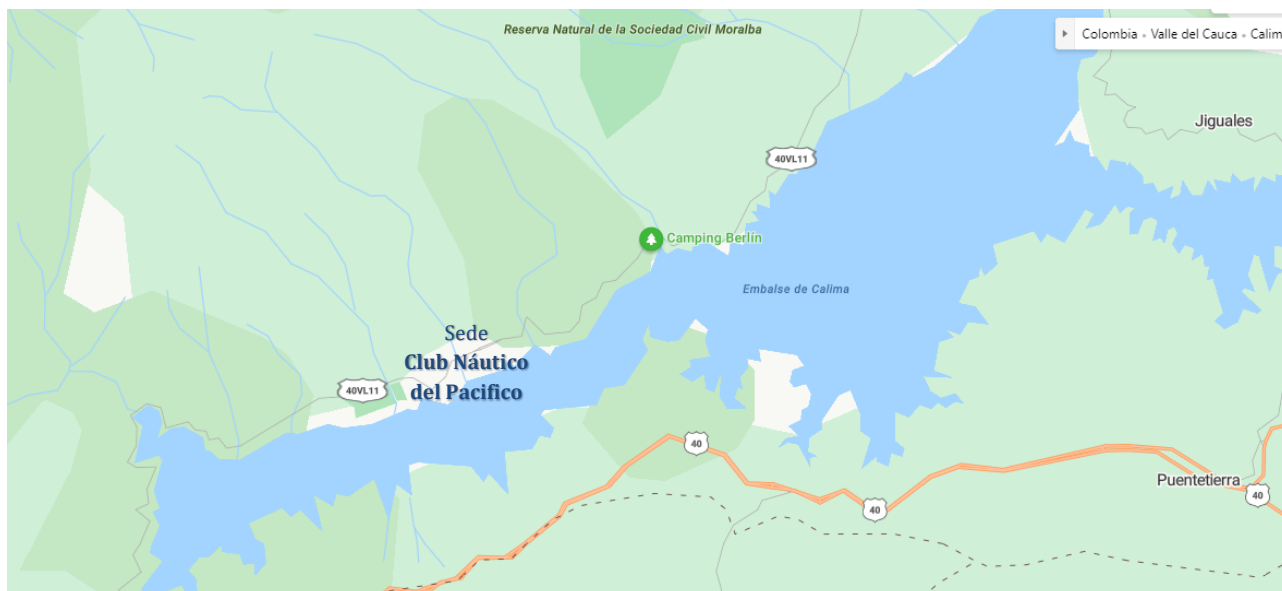 Reserva Natural de la Sociedad Civil Moralba
Colombia • Valle del Cauca • Calim
Jiguales
40VL11
Camping Berlín
Embalse de Calima
Sede
Club Náutico
del Pacifico
40VL11
40
40
Puentetierra
40